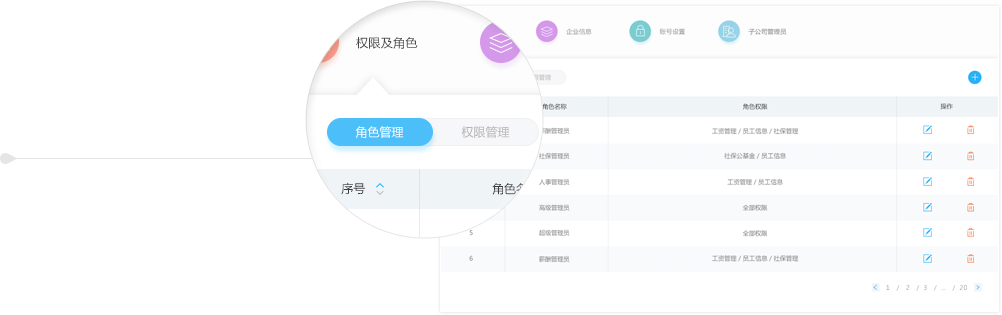 权限及角色
企业信息 账号设置 子公司管理员
角色管理 权限管理
序号 角色名称 角色权限 操作
薪酬管理员 工资管理 / 员工信息 / 社保管理
社保管理员 社保公基金 / 员工信息
人事管理员 工资管理 / 员工信息
高级管理员 全部权限
5 超级管理员 全部权限
6 薪酬管理员 工资管理 / 员工信息 / 社保管理
< 1 / 2 / 3 / ... / 20 >